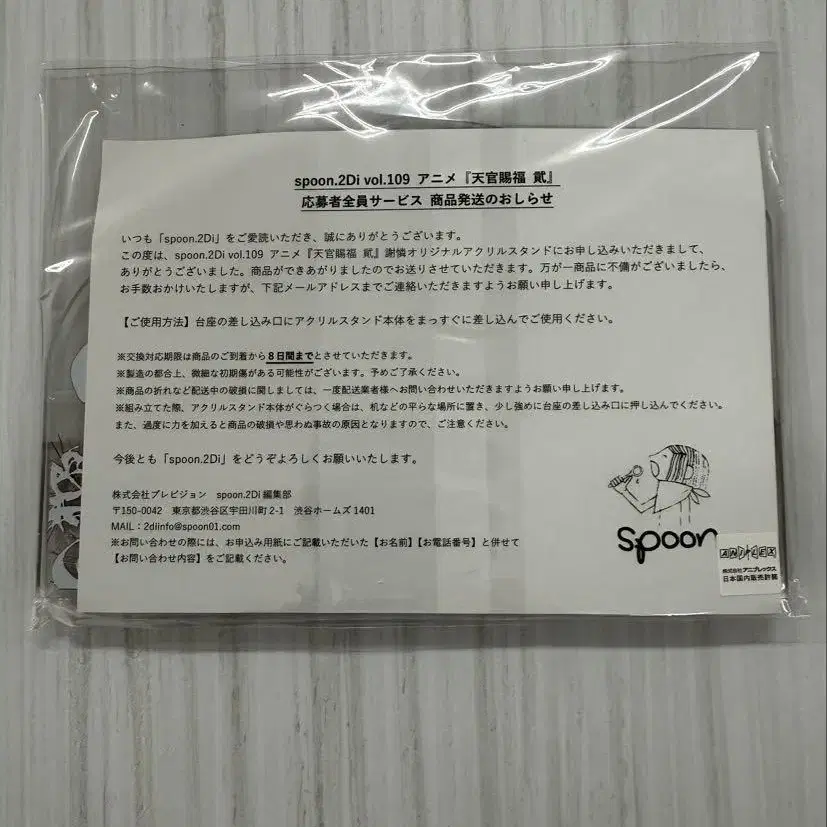 spoon.2Di vol.109 アニメ『天官賜福 貮』
応募者全員サービス 商品発送のおしらせ
いつも「spoon.2Di」をご愛読いただき、誠にありがとうございます。
この度は、spoon.2Di vol.109 アニメ『天官賜福 貮』謝憐オリジナルアクリルスタンドにお申し込みいただきまして、
ありがとうございました。商品ができあがりましたのでお送りさせていただきます。万が一商品に不備がございましたら、
お手数おかけいたしますが、下記メールアドレスまでご連絡いただきますようお願い申し上げます。
【ご使用方法】台座の差し込み口にアクリルスタンド本体をまっすぐに差し込んでご使用ください。
※交換対応期限は商品のご到着から８日間までとさせていただきます。
※製造の都合上、微細な初期傷がある可能性がございます。予めご了承ください。
※商品の折れなど配送中の破損に関しましては、一度配送業者様へお問い合わせいただきますようお願い申し上げます。
※組み立てた際、アクリルスタンド本体がぐらつく場合は、机などの平らな場所に置き、少し強めに台座の差し込み口に押し込んでください。
また、過度に力を加えると商品の破損や思わぬ事故の原因となりますので、ご注意ください。
今後とも「spoon.2Di」をどうぞよろしくお願いいたします。
株式会社プレビジョン spoon.2Di編集部
〒150-0042 東京都渋谷区宇田川町2-1 渋谷ホームズ1401
MAIL：2diinfo@spoon01.com
※お問い合わせの際には、お申込み用紙にご記載いただいた【お名前】【お電話番号】と併せて
【お問い合わせ内容】をご記載ください。
spoon
ANIPLEX
株式会社アニプレックス
日本国内販売許諾